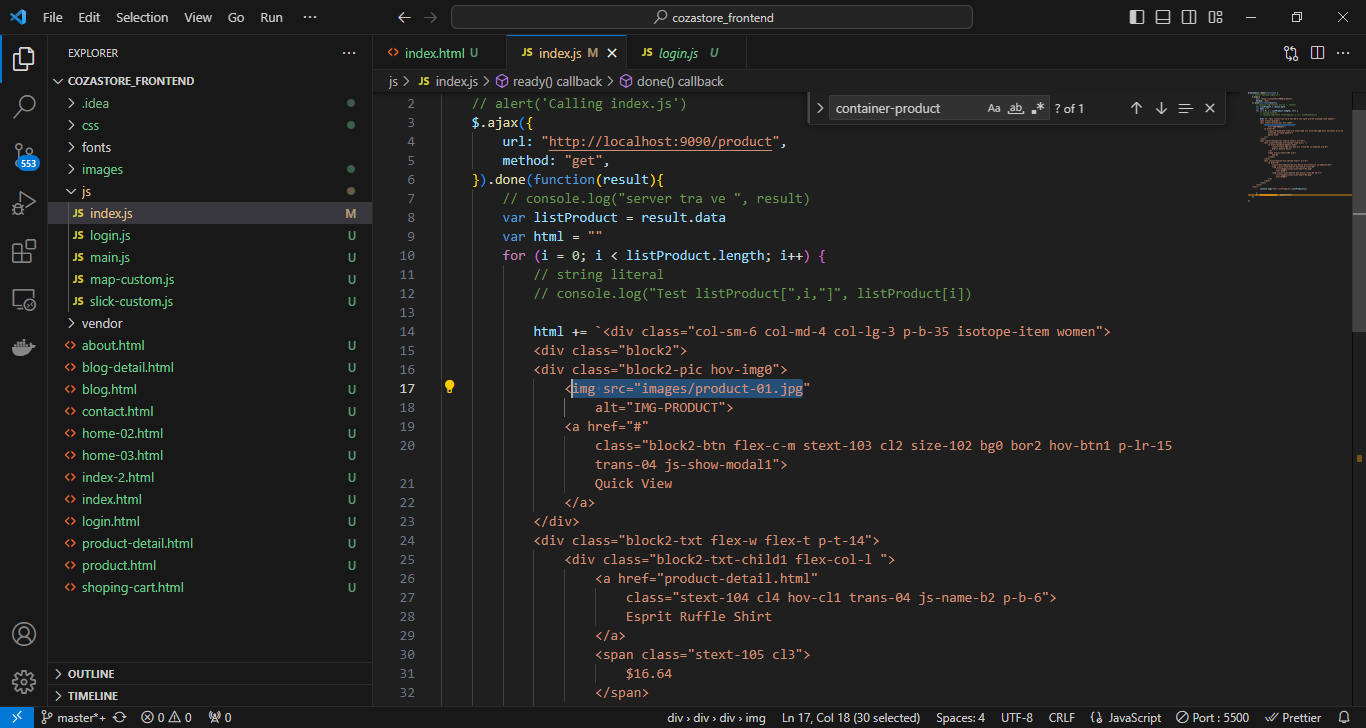 File Edit Selection View Go Run ··· cozastore_frontend
EXPLORER
COZASTORE_FRONTEND
.idea
css
fonts
images
js
JS index.js M
JS login.js U
JS main.js U
JS map-custom.js U
JS slick-custom.js U
vendor
<> about.html U
<> blog-detail.html U
<> blog.html U
<> contact.html U
<> home-02.html U
<> home-03.html U
<> index-2.html U
<> index.html U
<> login.html U
<> product-detail.html U
<> product.html U
<> shoping-cart.html U
OUTLINE
TIMELINE
553
<> index.html U JS index.js M JS login.js U
js > JS index.js > ready() callback > done() callback
container-product Aa ab .* ? of 1
2 // alert('Calling index.js')
3 $.ajax({
4 url: "http://localhost:9090/product",
5 method: "get",
6 }).done(function(result){
7 // console.log("server tra ve ", result)
8 var listProduct = result.data
9 var html = ""
10 for (i = 0; i < listProduct.length; i++) {
11 // string literal
12 // console.log("Test listProduct[",i,"]", listProduct[i])
13
14 html += `<div class="col-sm-6 col-md-4 col-lg-3 p-b-35 isotope-item women">
15 <div class="block2">
16 <div class="block2-pic hov-img0">
17 <img src="images/product-01.jpg"
18 alt="IMG-PRODUCT">
19 <a href="#"
20 class="block2-btn flex-c-m stext-103 cl2 size-102 bg0 bor2 hov-btn1 p-lr-15
trans-04 js-show-modal1">
21 Quick View
22 </a>
23 </div>
24 <div class="block2-txt flex-w flex-t p-t-14">
25 <div class="block2-txt-child1 flex-col-l ">
26 <a href="product-detail.html"
27 class="stext-104 cl4 hov-cl1 trans-04 js-name-b2 p-b-6">
28 Esprit Ruffle Shirt
29 </a>
30 <span class="stext-105 cl3">
31 $16.64
32 </span>
master*+ 0 0 0 div › div › div › img Ln 17, Col 18 (30 selected) Spaces: 4 UTF-8 CRLF {} JavaScript Port : 5500 Prettier